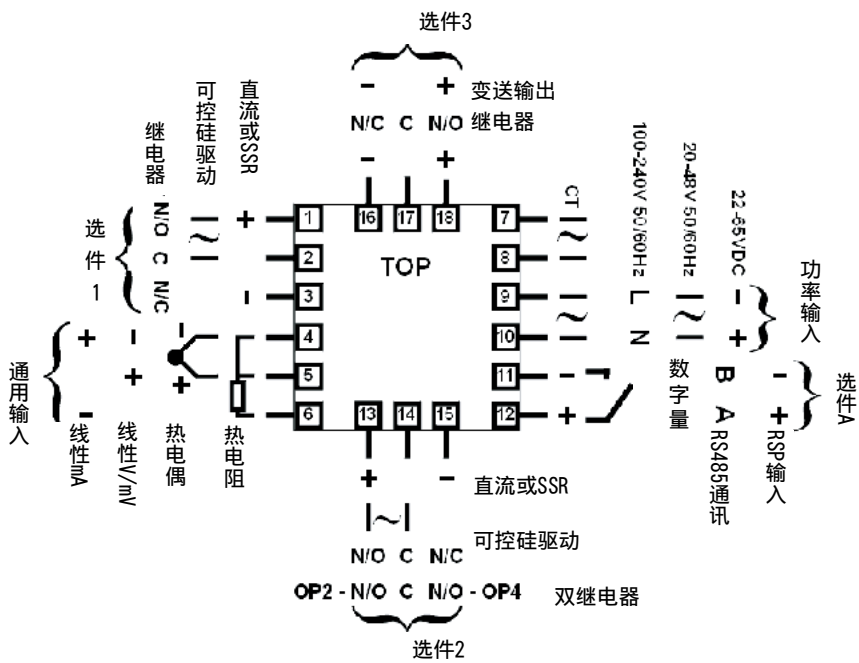 选件3
- +
变送输出
N/C C N/O
继电器
- +
继电器
可控硅驱动
直流或SSR
选件1
N/O
C
N/C
+
-
16 17 18
TOP
1
2
3
4
5
6
7
8
9
10
11
12
13 14 15
CT
100-240V 50/60Hz
20-48V 50/60Hz
22-65VDC
L
N
-
+
功率输入
- +
数字量
B
A
RS485通讯
-
+
RSP输入
选件A
通用输入
+
-
线性mA
-
+
线性V/mV
-
+
热电偶
热电阻
+ -
直流或SSR
~
可控硅驱动
N/O C N/C
OP2 - N/O C N/O - OP4
双继电器
选件2